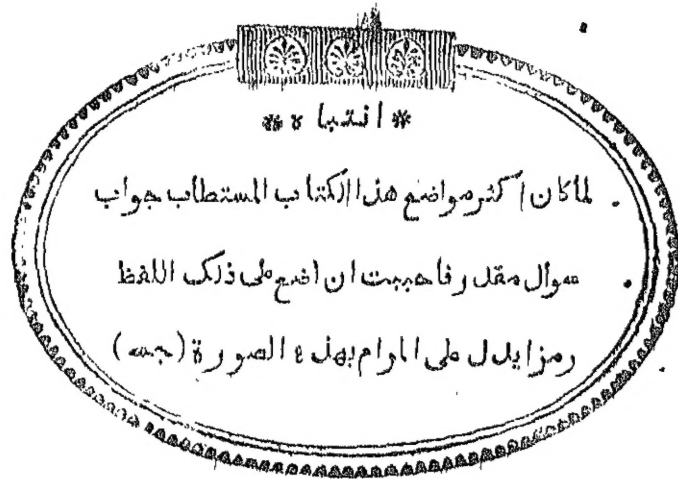 * انتباه *
لما كان اكثر مواضع هذا الكتاب المستطاب جواب
سوال مقدر فاحببت ان اضع على ذلك اللفظ
رمزا يدل على المرام بهذه الصورة (جسه)